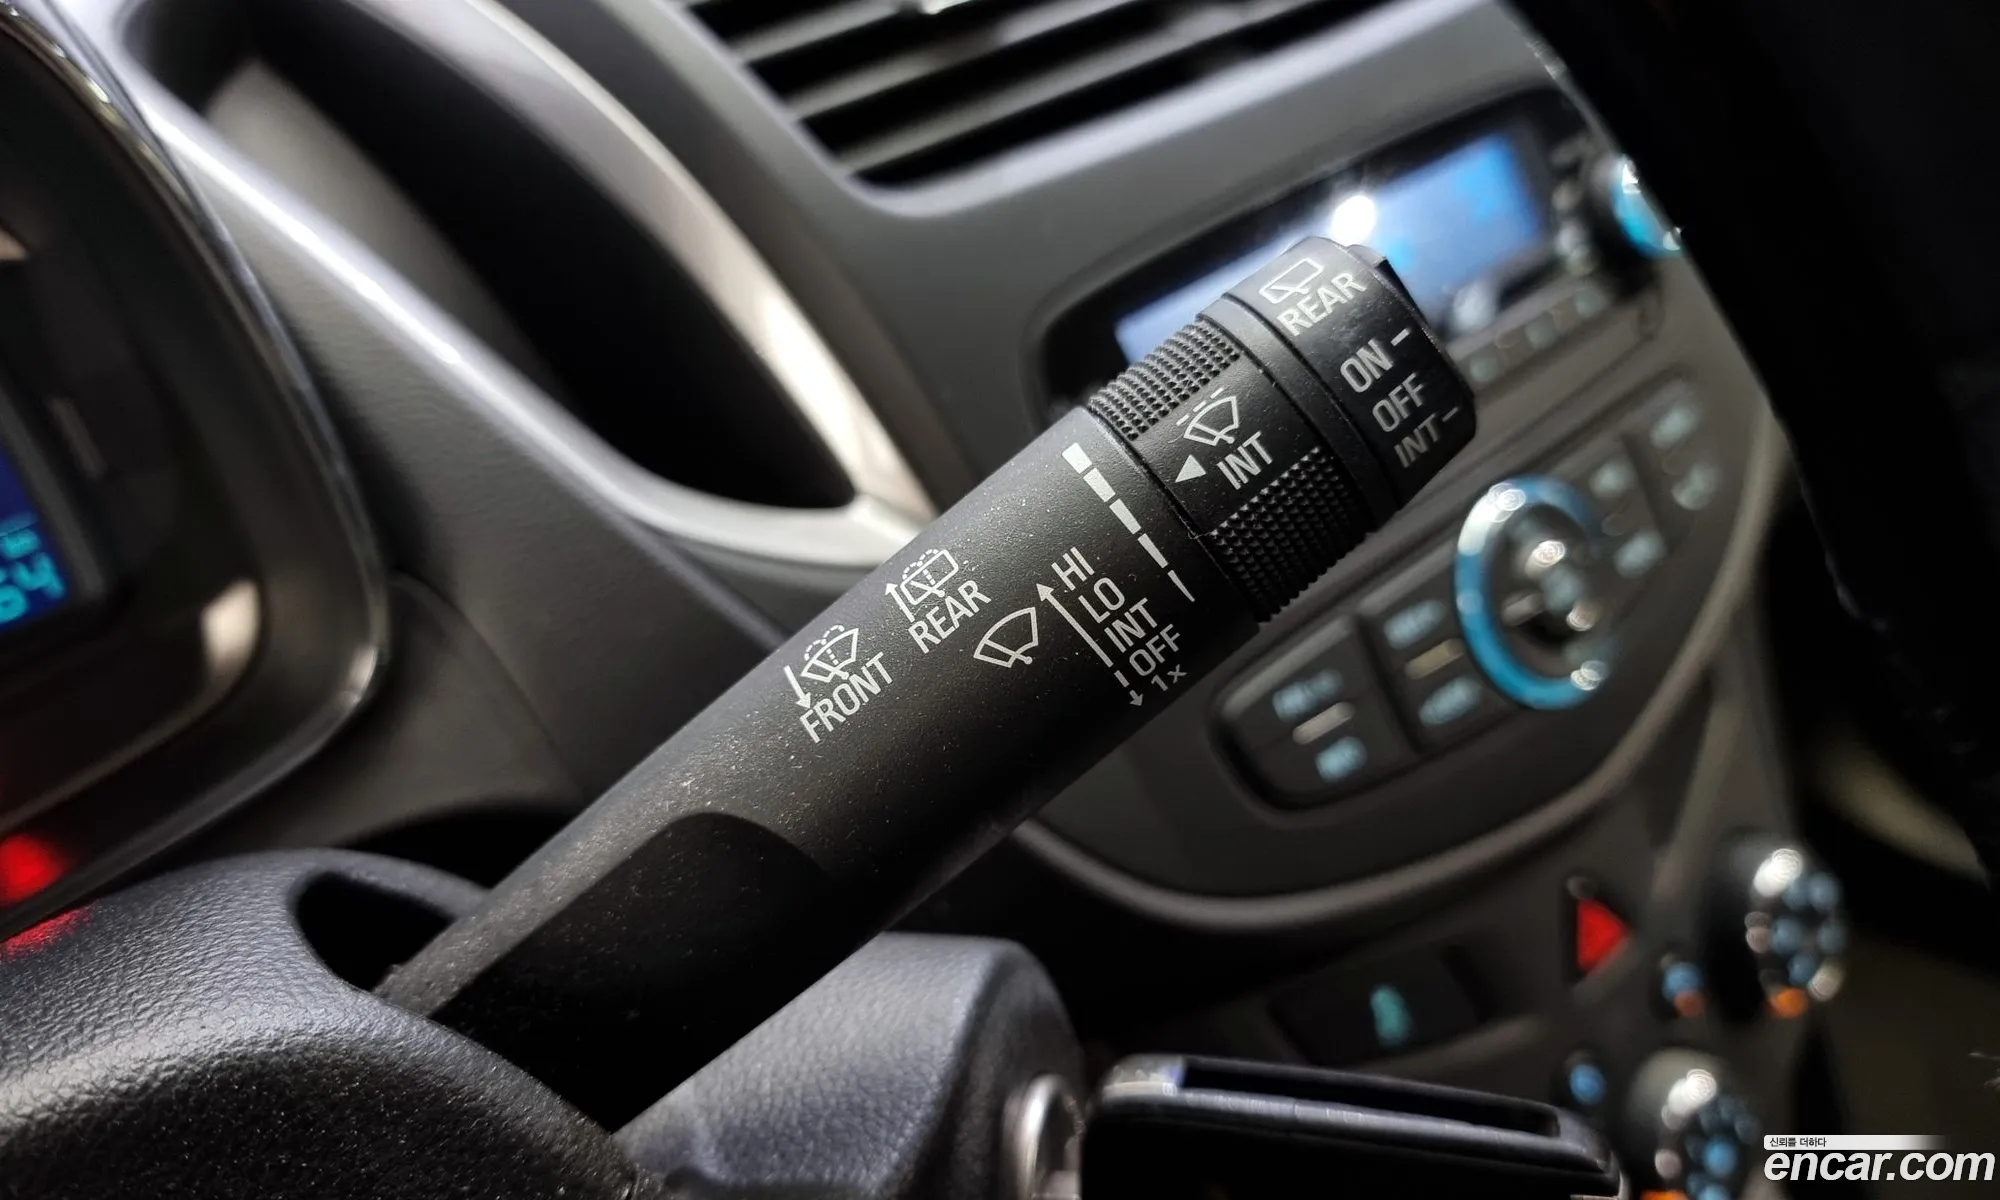 REAR
ON
OFF
INT
INT
HI
LO
INT
OFF
1x
REAR
FRONT
신뢰를 더하다
encar.com